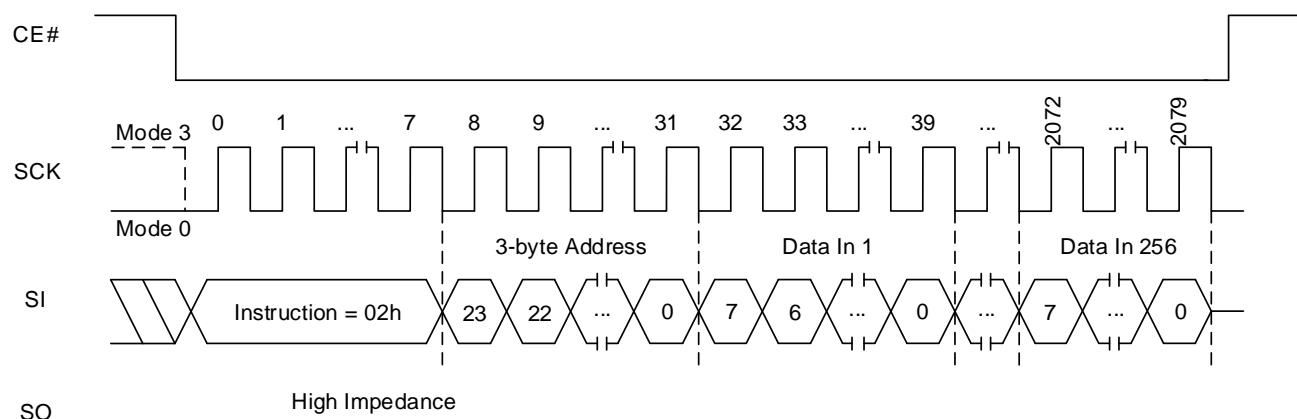 CE#
SCK
Mode 3
0 1 ... 7 8 9 ... 31 32 33 ... 39 ... 2072 ... 2079
Mode 0
3-byte Address Data In 1 Data In 256
SI
Instruction = 02h 23 22 ... 0 7 6 ... 0 ... 7 ... 0
High Impedance
SO